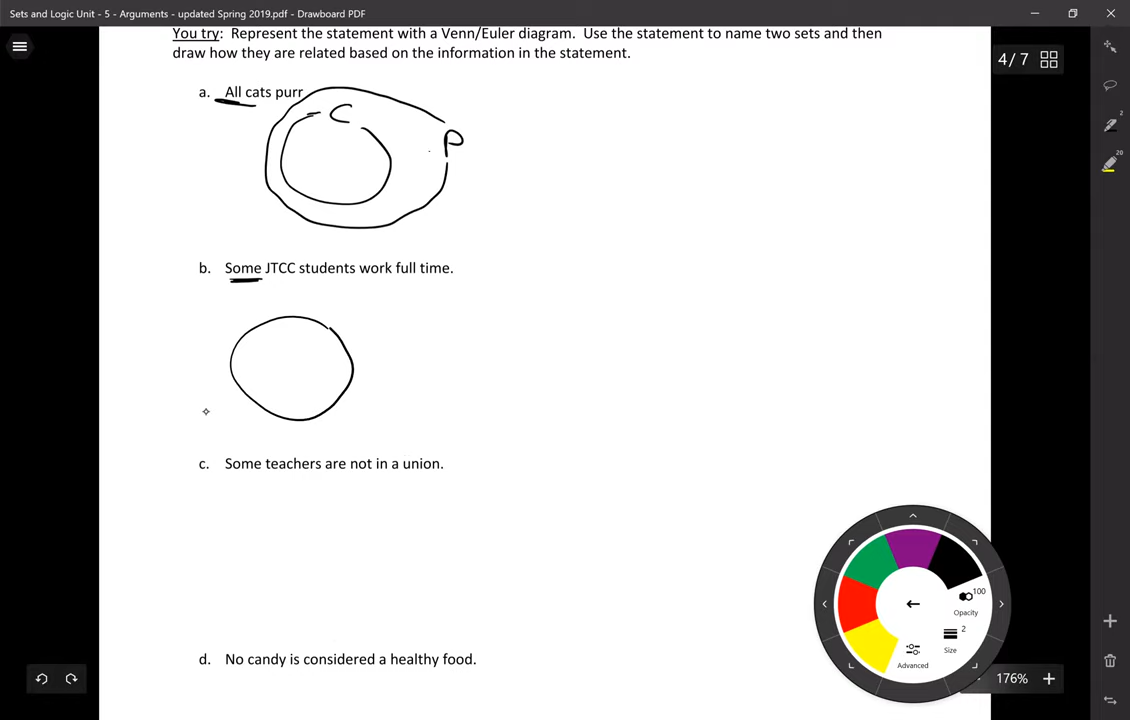 Sets and Logic Unit - 5 - Arguments - updated Spring 2019.pdf - Drawboard PDF
You try: Represent the statement with a Venn/Euler diagram. Use the statement to name two sets and then
draw how they are related based on the information in the statement.
4 / 7
a. All cats purr
C
P
b. Some JTCC students work full time.
c. Some teachers are not in a union.
d. No candy is considered a healthy food.
2
20
100
Opacity
2
Size
Advanced
176%